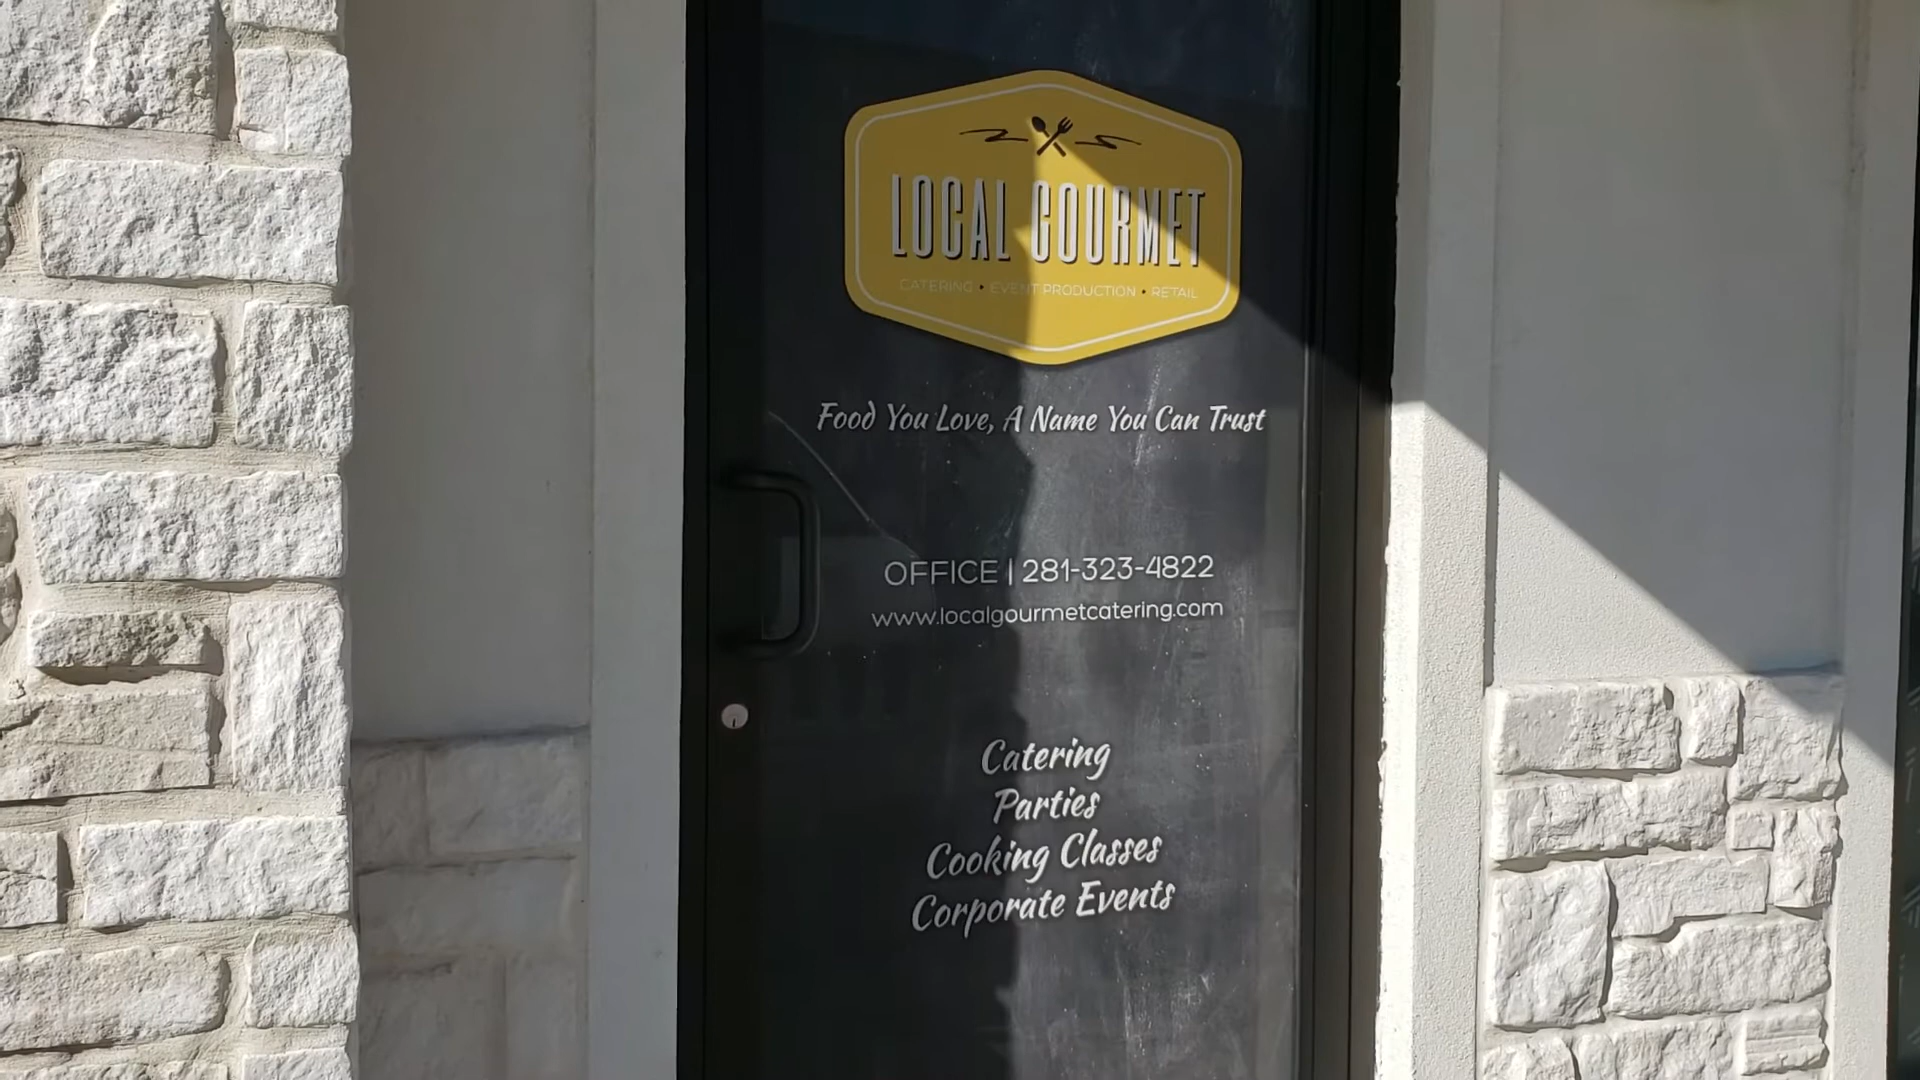 LOCAL GOURMET
CATERING • EVENT PRODUCTION • RETAIL
Food You Love, A Name You Can Trust
OFFICE | 281-323-4822
www.localgourmetcatering.com
Catering
Parties
Cooking Classes
Corporate Events